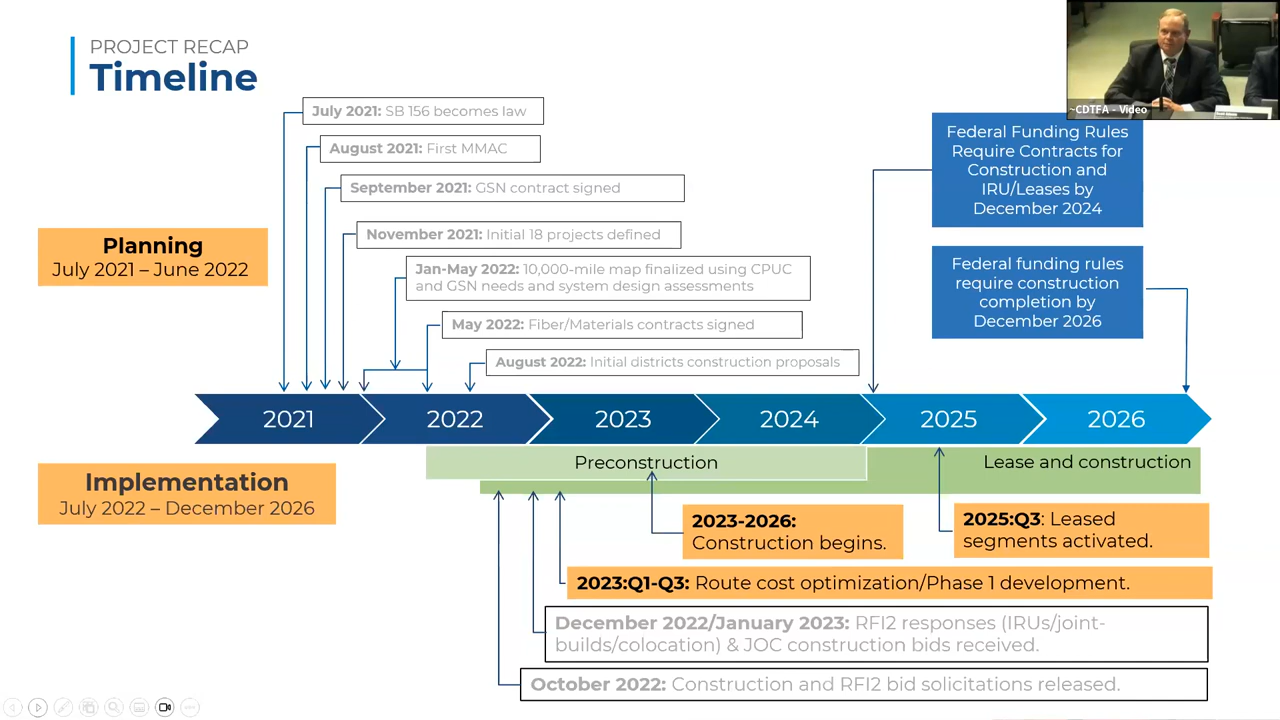 PROJECT RECAP
Timeline
~CDTFA - Video
July 2021: SB 156 becomes law
August 2021: First MMAC
September 2021: GSN contract signed
November 2021: Initial 18 projects defined
Jan-May 2022: 10,000-mile map finalized using CPUC
and GSN needs and system design assessments
May 2022: Fiber/Materials contracts signed
August 2022: Initial districts construction proposals
Federal Funding Rules
Require Contracts for
Construction and
IRU/Leases by
December 2024
Federal funding rules
require construction
completion by
December 2026
Planning
July 2021 – June 2022
2021
2022
2023
2024
2025
2026
Preconstruction
Lease and construction
Implementation
July 2022 – December 2026
2023-2026:
Construction begins.
2025:Q3: Leased
segments activated.
2023:Q1-Q3: Route cost optimization/Phase 1 development.
December 2022/January 2023: RFI2 responses (IRUs/joint-
builds/colocation) & JOC construction bids received.
October 2022: Construction and RFI2 bid solicitations released.